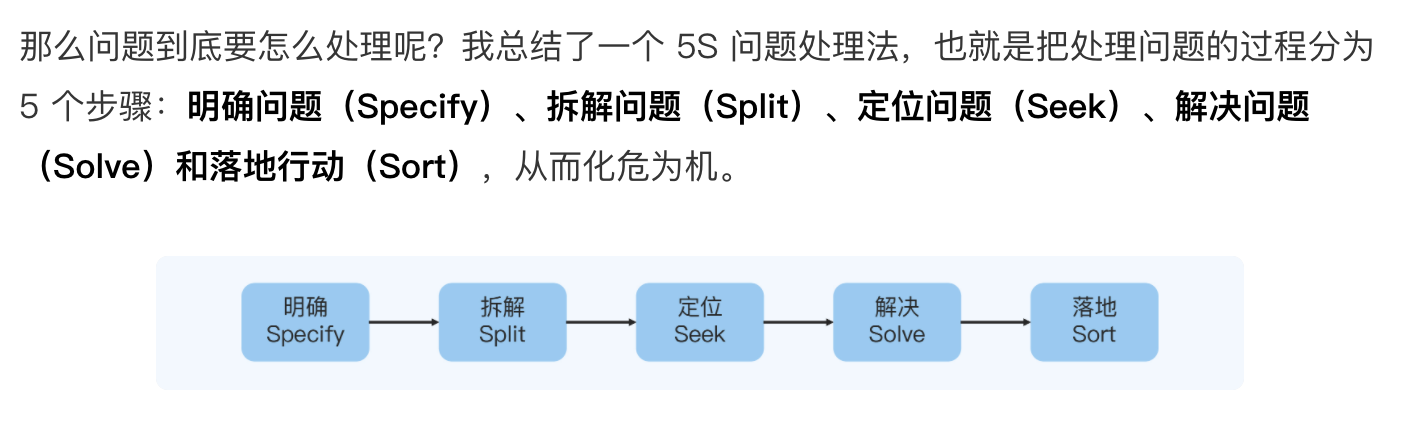 那么问题到底要怎么处理呢？我总结了一个 5S 问题处理法，也就是把处理问题的过程分为
5 个步骤：明确问题（Specify）、拆解问题（Split）、定位问题（Seek）、解决问题
（Solve）和落地行动（Sort），从而化危为机。
明确
Specify
拆解
Split
定位
Seek
解决
Solve
落地
Sort